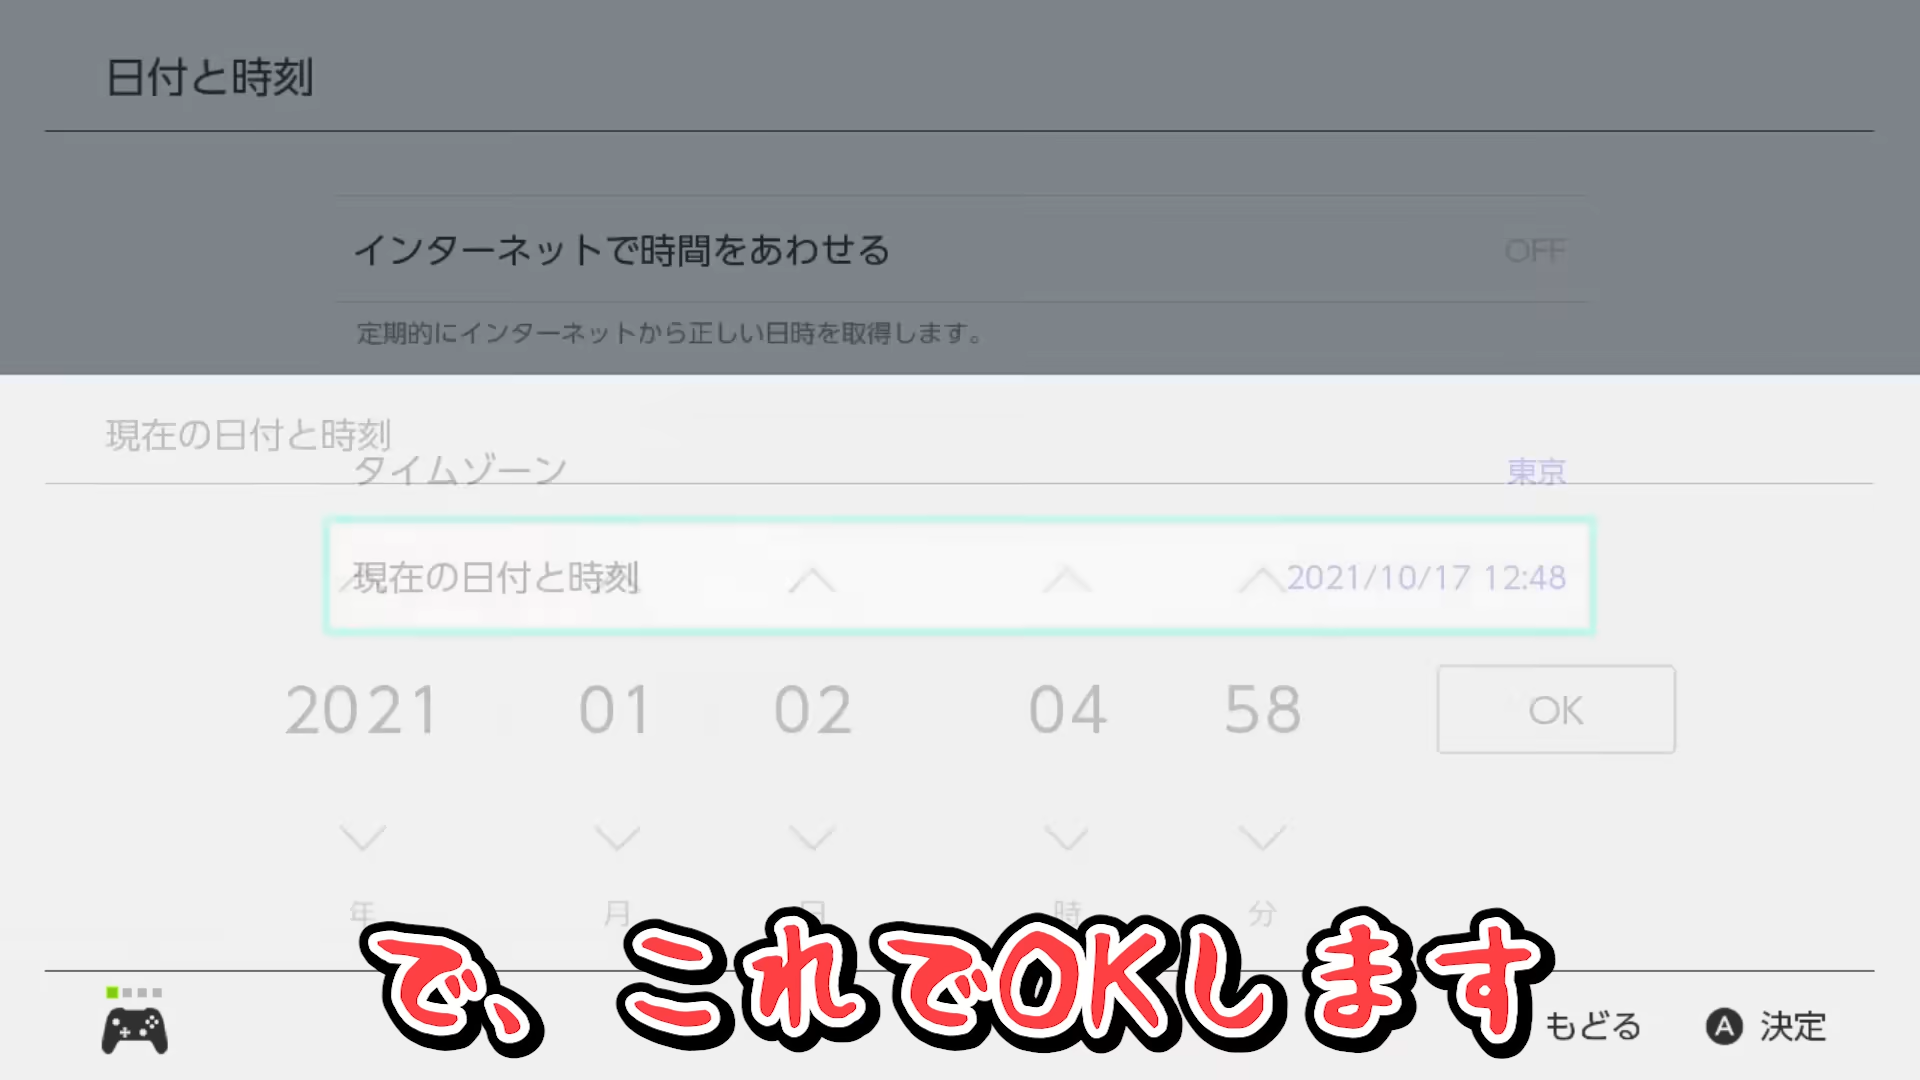 日付と時刻
インターネットで時間をあわせる OFF
定期的にインターネットから正しい日時を取得します。
現在の日付と時刻
タイムゾーン 東京
現在の日付と時刻 2021/10/17 12:48
2021 01 02 04 58 OK
年 月 日 時 分
で、これでOKします
もどる A 決定